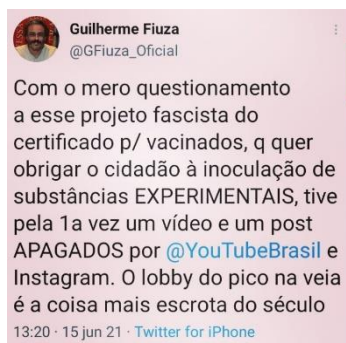 Guilherme Fiuza
@GFiuza_Oficial
Com o mero questionamento
a esse projeto fascista do
certificado p/ vacinados, q quer
obrigar o cidadão à inoculação de
substâncias EXPERIMENTAIS, tive
pela 1a vez um vídeo e um post
APAGADOS por @YouTubeBrasil e
Instagram. O lobby do pico na veia
é a coisa mais escrota do século
13:20 · 15 jun 21 · Twitter for iPhone